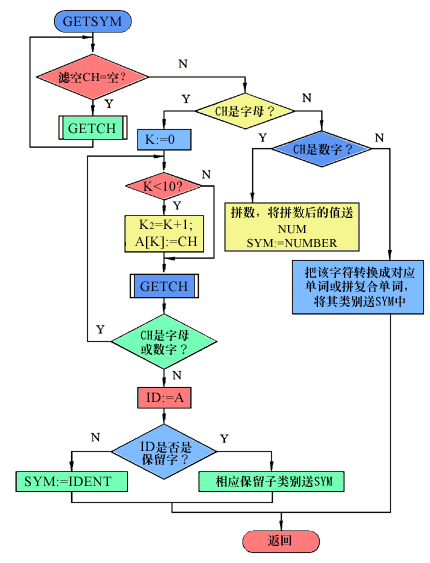 GETSYM
滤空CH=空?
N
Y
GETCH
CH是字母?
Y
N
K:=0
CH是数字?
Y
N
K<10?
N
Y
K2=K+1;
A[K]:=CH
拼数，将拼数后的值送
NUM
SYM:=NUMBER
GETCH
把该字符转换成对应
单词或拼复合单词，
将其类别送SYM中
CH是字母
或数字?
Y
N
ID:=A
ID是否是
保留字?
N
Y
SYM:=IDENT
相应保留子类别送SYM
返回